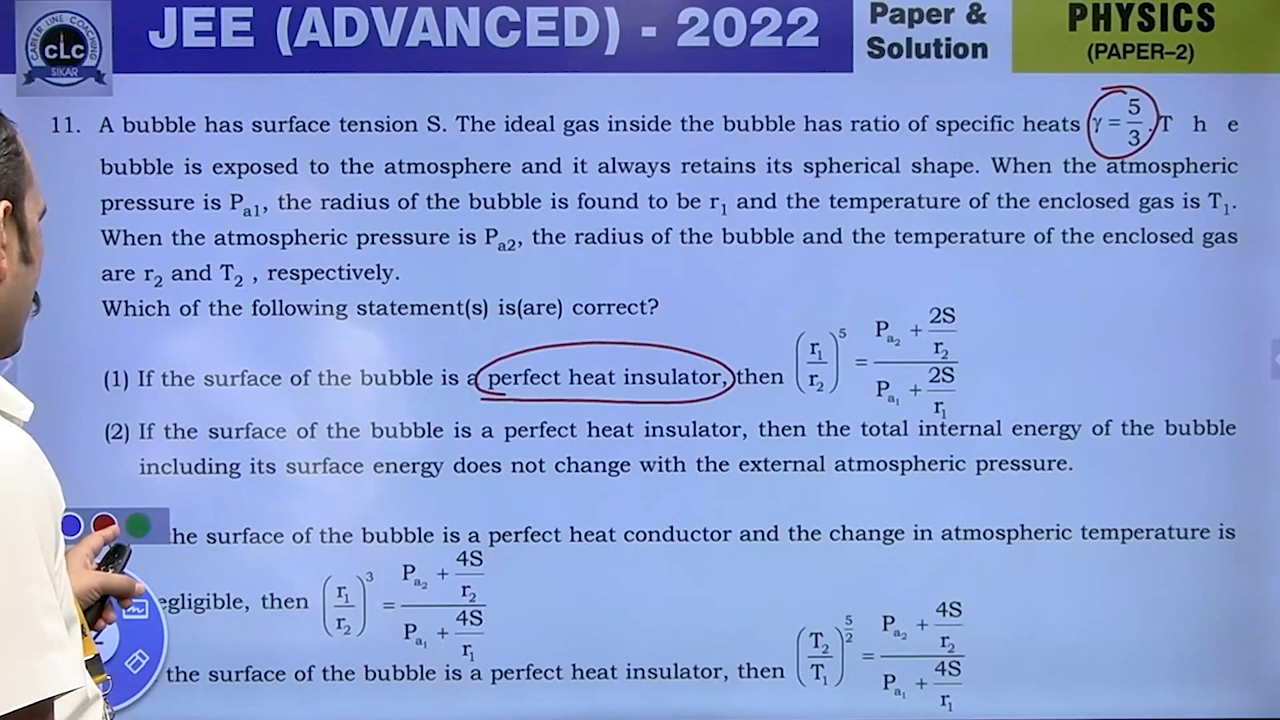 CAREER LINE COACHING
CLC
SIKAR
JEE (ADVANCED) - 2022
Paper &
Solution
PHYSICS
(PAPER–2)
11. A bubble has surface tension S. The ideal gas inside the bubble has ratio of specific heats γ = 5/3. T h e
bubble is exposed to the atmosphere and it always retains its spherical shape. When the atmospheric
pressure is Pa1, the radius of the bubble is found to be r1 and the temperature of the enclosed gas is T1.
When the atmospheric pressure is Pa2, the radius of the bubble and the temperature of the enclosed gas
are r2 and T2 , respectively.
Which of the following statement(s) is(are) correct?
(1) If the surface of the bubble is a perfect heat insulator, then (r1/r2)^5 = (Pa2 + 2S/r2)/(Pa1 + 2S/r1)
(2) If the surface of the bubble is a perfect heat insulator, then the total internal energy of the bubble
including its surface energy does not change with the external atmospheric pressure.
he surface of the bubble is a perfect heat conductor and the change in atmospheric temperature is
egligible, then (r1/r2)^3 = (Pa2 + 4S/r2)/(Pa1 + 4S/r1)
the surface of the bubble is a perfect heat insulator, then (T2/T1)^(5/2) = (Pa2 + 4S/r2)/(Pa1 + 4S/r1)